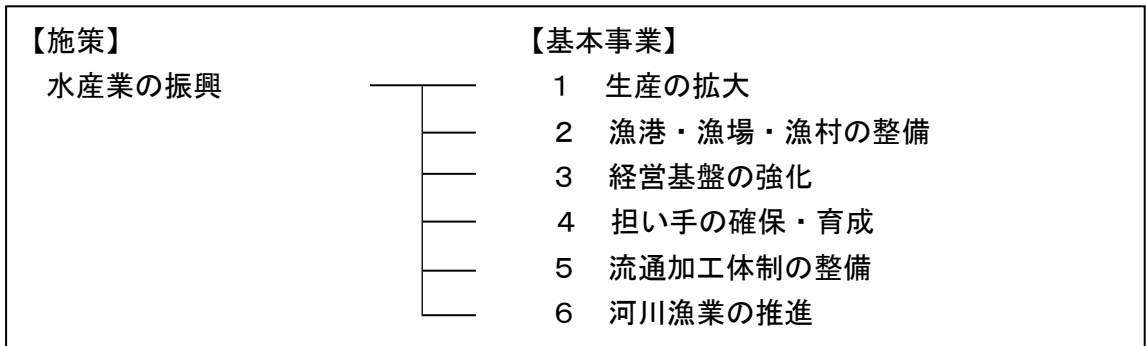 【施策】 【基本事業】
水産業の振興 1 生産の拡大
2 漁港・漁場・漁村の整備
3 経営基盤の強化
4 担い手の確保・育成
5 流通加工体制の整備
6 河川漁業の推進